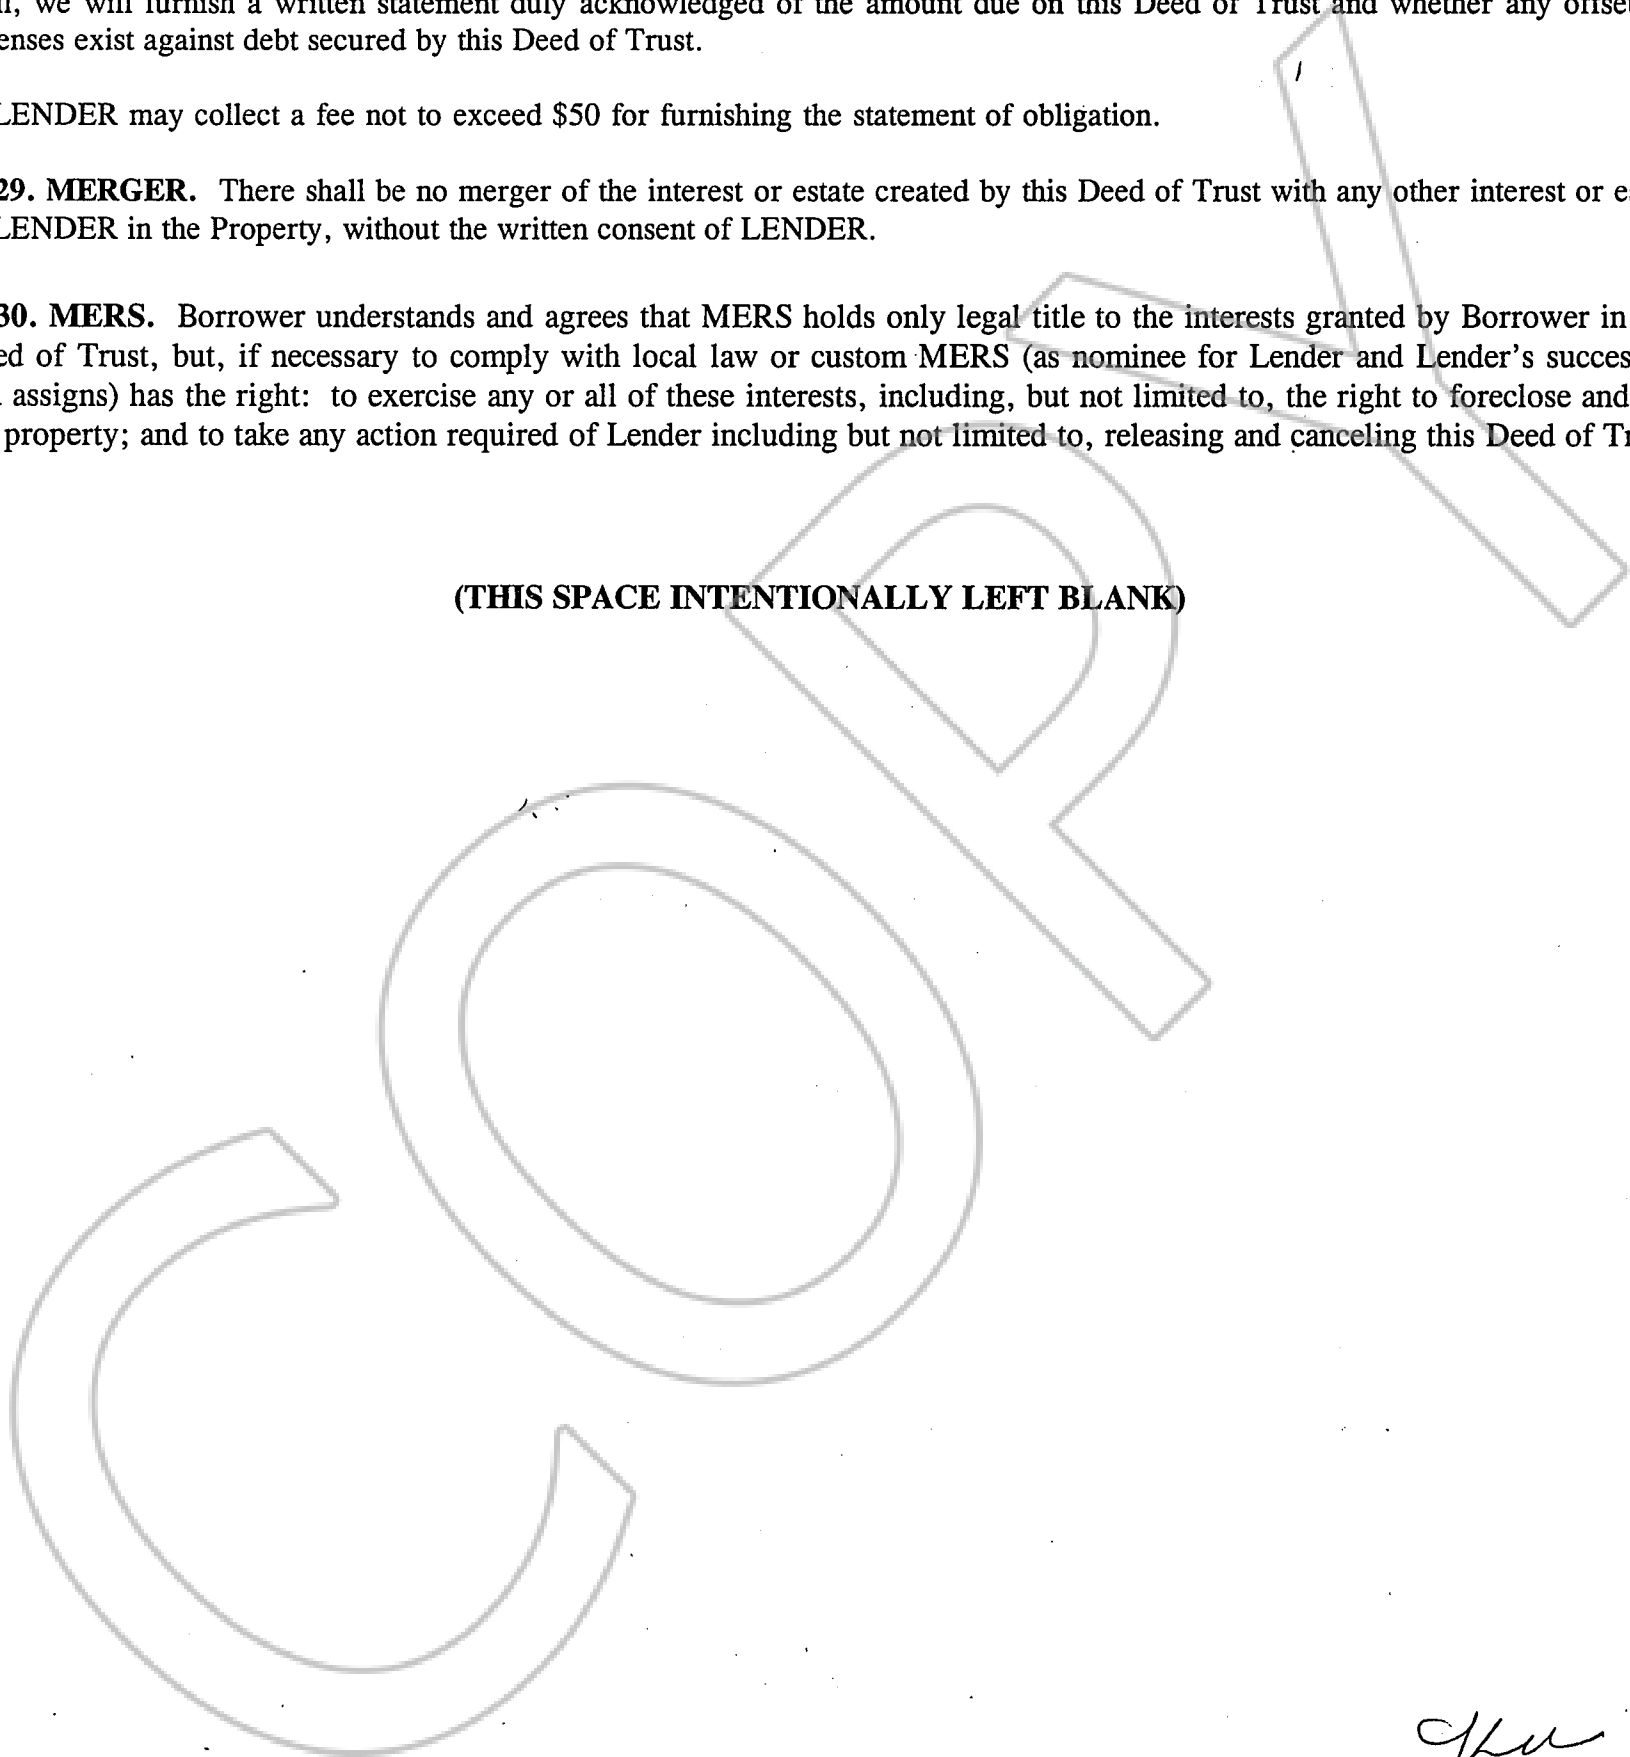 we will furnish a written statement duly acknowledged of the amount due on this Deed of Trust and whether any
enses exist against debt secured by this Deed of Trust.
LENDER may collect a fee not to exceed $50 for furnishing the statement of obligation.
29. MERGER. There shall be no merger of the interest or estate created by this Deed of Trust with any other interest or
LENDER in the Property, without the written consent of LENDER.
30. MERS. Borrower understands and agrees that MERS holds only legal title to the interests granted by Borrower in
ed of Trust, but, if necessary to comply with local law or custom MERS (as nominee for Lender and Lender's succes
assigns) has the right: to exercise any or all of these interests, including, but not limited to, the right to foreclose and
property; and to take any action required of Lender including but not limited to, releasing and canceling this Deed of
(THIS SPACE INTENTIONALLY LEFT BLANK)
COPY